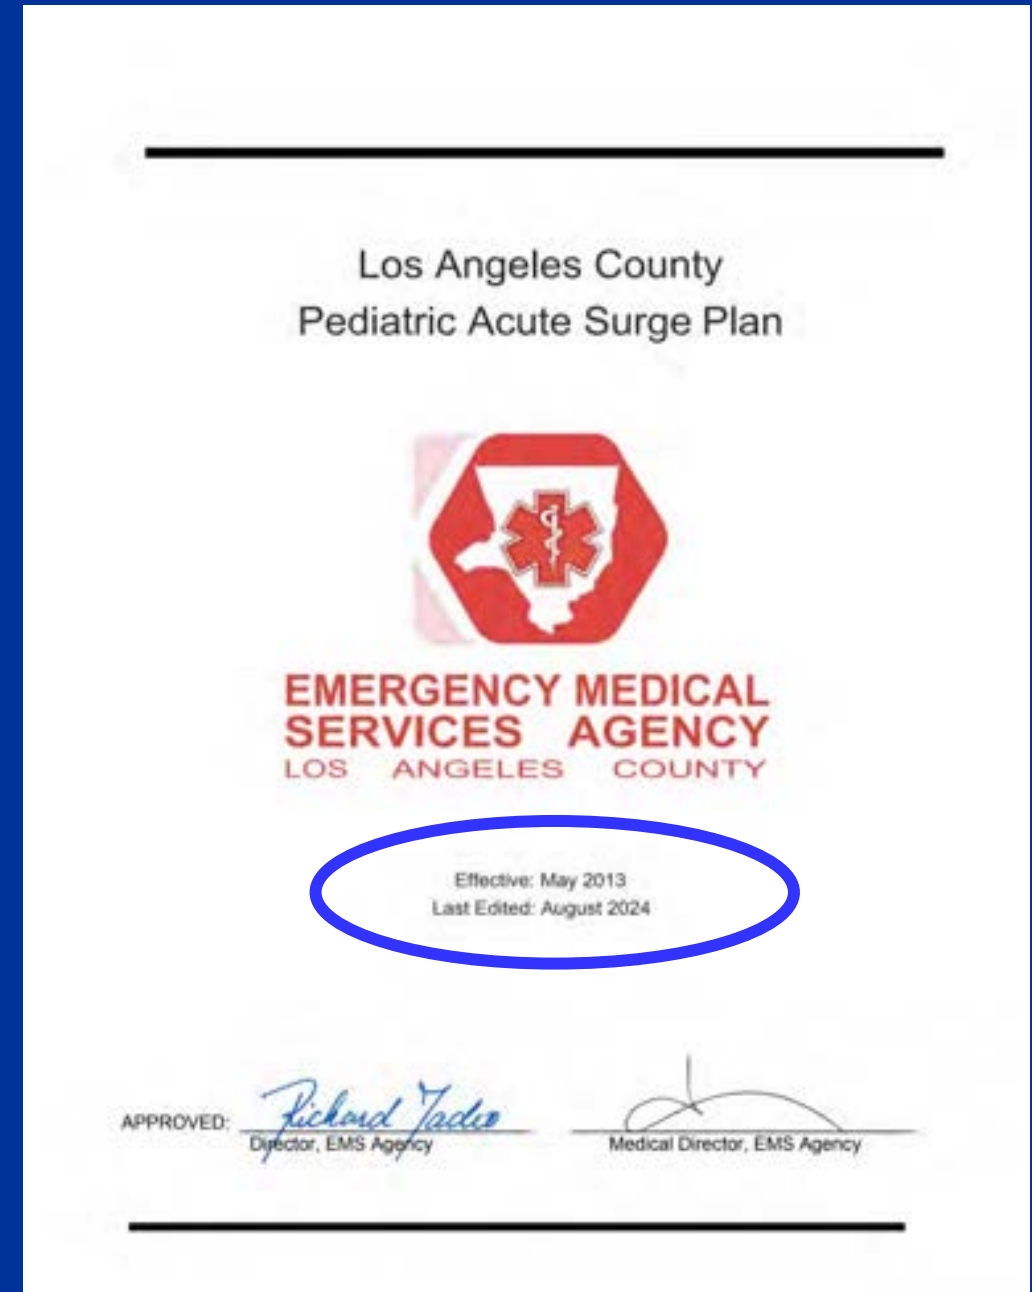 Los Angeles County
Pediatric Acute Surge Plan
EMERGENCY MEDICAL
SERVICES AGENCY
LOS ANGELES COUNTY
Effective: May 2013
Last Edited: August 2024
APPROVED: Richard Tadeo
Director, EMS Agency
Medical Director, EMS Agency